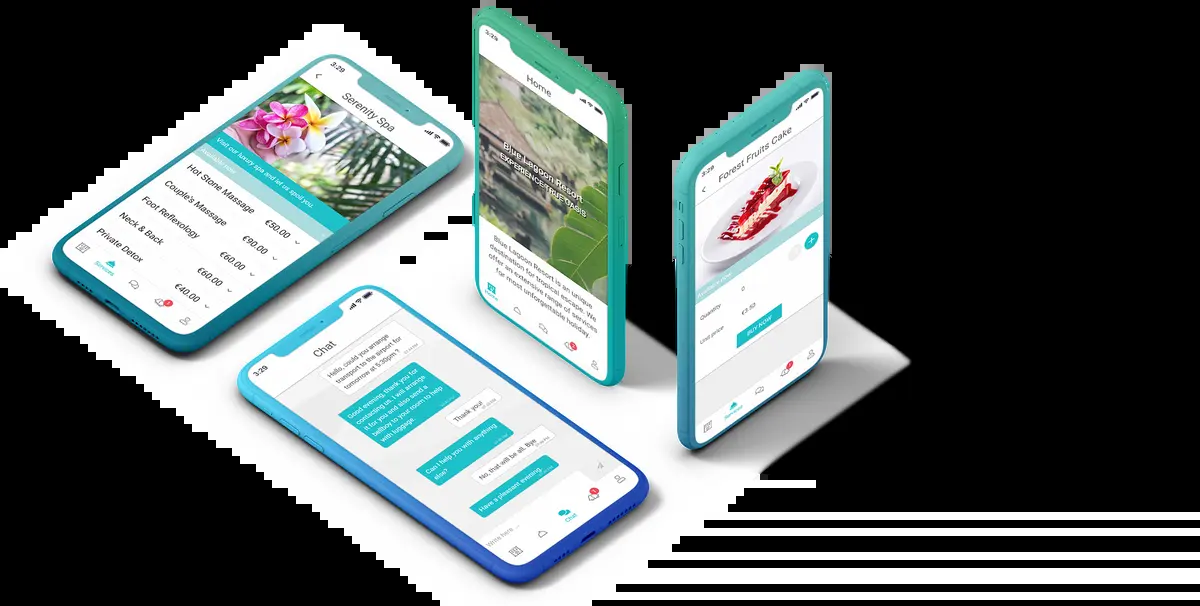 3:29
Serenity Spa
Visit our luxury spa and let us spoil you.
Available now
Hot Stone Massage
€50.00
Couple's Massage
€90.00
Foot Reflexology
€60.00
Neck & Back
€60.00
Private Detox
€40.00
Services
3:29
Home
Blue Lagoon Resort
EXPERIENCE TRUE OASIS
Blue Lagoon Resort is an unique
destination for tropical escape. We
offer an extensive range of services
for most unforgettable holiday.
Home
3:29
Forest Fruits Cake
Quantity
0
Unit price
€3.50
BUY NOW
Services
3:29
Chat
Hello, could you arrange
transport to the airport for
tomorrow at 5:30pm ?
Good evening, thank you for
contacting us. I will arrange
it for you and also send a
bellboy to your room to help
with luggage.
Thank you!
Can I help you with anything
else?
No, that will be all. Bye
Have a pleasant evening.
Write here ...
Chat